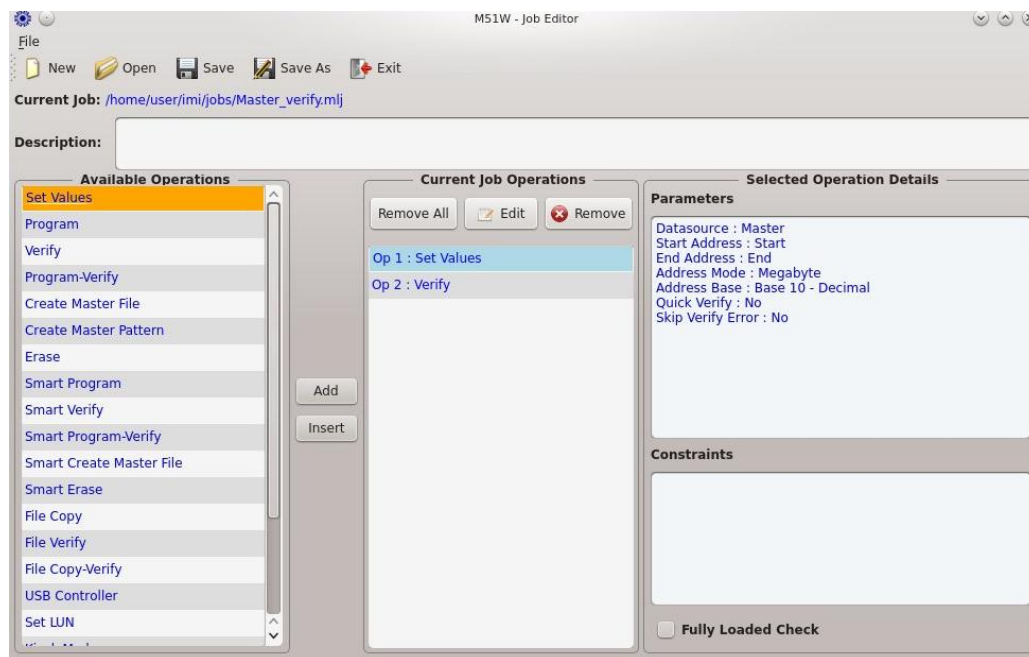 M51W - Job Editor
File
New Open Save Save As Exit
Current Job: /home/user/imi/jobs/Master_verify.mlj
Description:
Available Operations
Set Values
Program
Verify
Program-Verify
Create Master File
Create Master Pattern
Erase
Smart Program
Smart Verify
Smart Program-Verify
Smart Create Master File
Smart Erase
File Copy
File Verify
File Copy-Verify
USB Controller
Set LUN
Add
Insert
Current Job Operations
Remove All Edit Remove
Op 1 : Set Values
Op 2 : Verify
Selected Operation Details
Parameters
Datasource : Master
Start Address : Start
End Address : End
Address Mode : Megabyte
Address Base : Base 10 - Decimal
Quick Verify : No
Skip Verify Error : No
Constraints
Fully Loaded Check